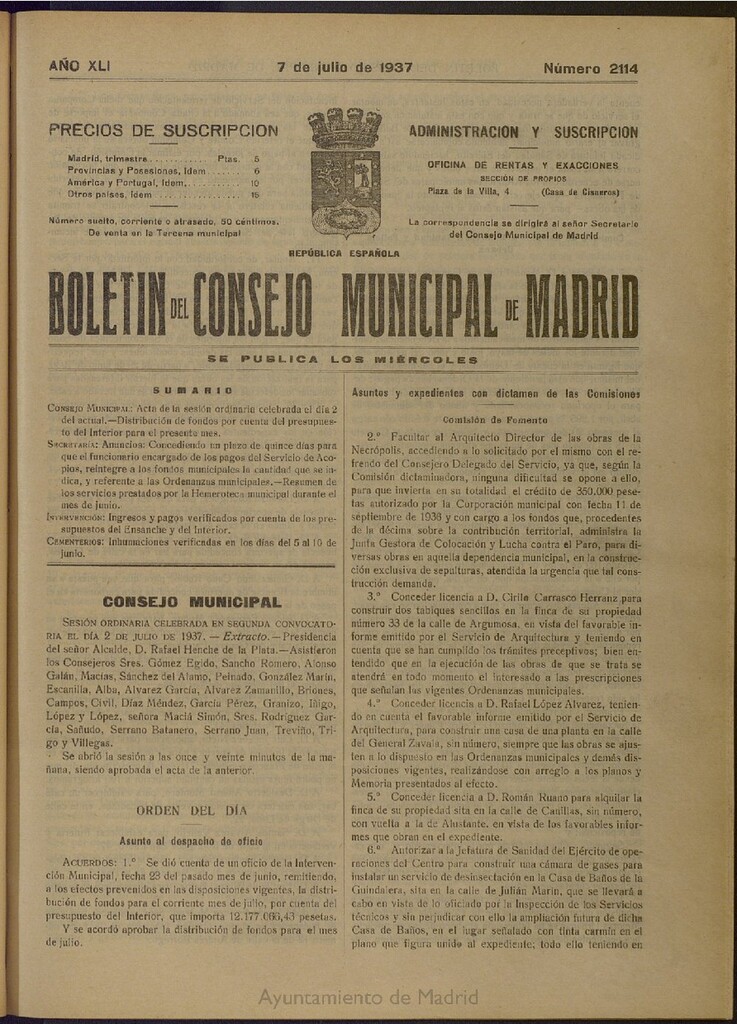 AÑO XLI
7 de julio de 1937
Número 2114
PRECIOS DE SUSCRIPCION
Madrid, trimestre........... Ptas. 5
Provincias y Posesiones, ídem.......... 6
América y Portugal, ídem........... 10
Otros países, ídem................ 15
Número suelto, corriente o atrasado, 50 céntimos.
De venta en la Tercena municipal
ADMINISTRACION Y SUSCRIPCION
OFICINA DE RENTAS Y EXACCIONES
SECCIÓN DE PROPIOS
Plaza de la Villa, 4 (Casa de Cisneros)
La correspondencia se dirigirá al señor Secretario
del Consejo Municipal de Madrid
REPÚBLICA ESPAÑOLA
BOLETIN DEL CONSEJO MUNICIPAL DE MADRID
SE PUBLICA LOS MIÉRCOLES
SUMARIO
CONSEJO MUNICIPAL: Acta de la sesión ordinaria celebrada el día 2
del actual.—Distribución de fondos por cuenta del presupues-
to del Interior para el presente mes.
SECRETARÍA: Anuncios: Concediendo un plazo de quince días para
que el funcionario encargado de los pagos del Servicio de Aco-
pios, reintegre a los fondos municipales la cantidad que se in-
dica, y referente a las Ordenanzas municipales.—Resumen de
los servicios prestados por la Hemeroteca municipal durante el
mes de junio.
INTERVENCIÓN: Ingresos y pagos verificados por cuenta de los pre-
supuestos del Ensanche y del Interior.
CEMENTERIOS: Inhumaciones verificadas en los días del 5 al 10 de
junio.
CONSEJO MUNICIPAL
SESIÓN ORDINARIA CELEBRADA EN SEGUNDA CONVOCATO-
RIA EL DÍA 2 DE JULIO DE 1937. — Extracto.—Presidencia
del señor Alcalde, D. Rafael Henche de la Plata.—Asistieron
los Consejeros Sres. Gómez Egido, Sancho Romero, Alonso
Galán, Macías, Sánchez del Alamo, Peinado, González Marín,
Escanilla, Alba, Alvarez García, Alvarez Zamanillo, Briones,
Campos, Civil, Díaz Méndez, García Pérez, Granizo, Iñigo,
López y López, señora Maciá Simón, Sres. Rodríguez Gar-
cía, Sañudo, Serrano Batanero, Serrano Juan, Treviño, Tri-
go y Villegas.
Se abrió la sesión a las once y veinte minutos de la ma-
ñana, siendo aprobada el acta de la anterior.
ORDEN DEL DÍA
Asunto al despacho de oficio
ACUERDOS: 1.º Se dió cuenta de un oficio de la Interven-
ción Municipal, fecha 23 del pasado mes de junio, remitiendo,
a los efectos prevenidos en las disposiciones vigentes, la distri-
bución de fondos para el corriente mes de julio, por cuenta del
presupuesto del Interior, que importa 12.177.066,43 pesetas.
Y se acordó aprobar la distribución de fondos para el mes
de julio.
Asuntos y expedientes con dictamen de las Comisiones
Comisión de Fomento
2.º Facultar al Arquitecto Director de las obras de la
Necrópolis, accediendo a lo solicitado por el mismo con el re-
frendo del Consejero Delegado del Servicio, ya que, según la
Comisión dictaminadora, ninguna dificultad se opone a ello,
para que invierta en su totalidad el crédito de 350.000 pese-
tas autorizado por la Corporación municipal con fecha 11 de
septiembre de 1936 y con cargo a los fondos que, procedentes
de la décima sobre la contribución territorial, administra la
Junta Gestora de Colocación y Lucha contra el Paro, para di-
versas obras en aquella dependencia municipal, en la construc-
ción exclusiva de sepulturas, atendida la urgencia que tal cons-
trucción demanda.
3.º Conceder licencia a D. Cirilo Carrasco Herranz para
construir dos tabiques sencillos en la finca de su propiedad
número 33 de la calle de Argumosa, en vista del favorable in-
forme emitido por el Servicio de Arquitectura y teniendo en
cuenta que se han cumplido los trámites preceptivos; bien en-
tendido que en la ejecución de las obras de que se trata se
atendrá en todo momento el interesado a las prescripciones
que señalan las vigentes Ordenanzas municipales.
4.º Conceder licencia a D. Rafael López Alvarez, tenien-
do en cuenta el favorable informe emitido por el Servicio de
Arquitectura, para construir una casa de una planta en la calle
del General Zavala, sin número, siempre que las obras se ajus-
ten a lo dispuesto en las Ordenanzas municipales y demás dis-
posiciones vigentes, realizándose con arreglo a los planos y
Memoria presentados al efecto.
5.º Conceder licencia a D. Román Ruano para alquilar la
finca de su propiedad sita en la calle de Canillas, sin número,
con vuelta a la de Alustante, en vista de los favorables infor-
mes que obran en el expediente.
6.º Autorizar a la Jefatura de Sanidad del Ejército de ope-
raciones del Centro para construir una cámara de gases para
instalar un servicio de desinsectación en la Casa de Baños de la
Guindalera, sita en la calle de Julián Marín, que se llevará a
cabo en vista de lo oficiado por la Inspección de los Servicios
técnicos y sin perjudicar con ello la ampliación futura de dicha
Casa de Baños, en el lugar señalado con tinta carmín en el
plano que figura unido al expediente; todo ello teniendo en
Ayuntamiento de Madrid